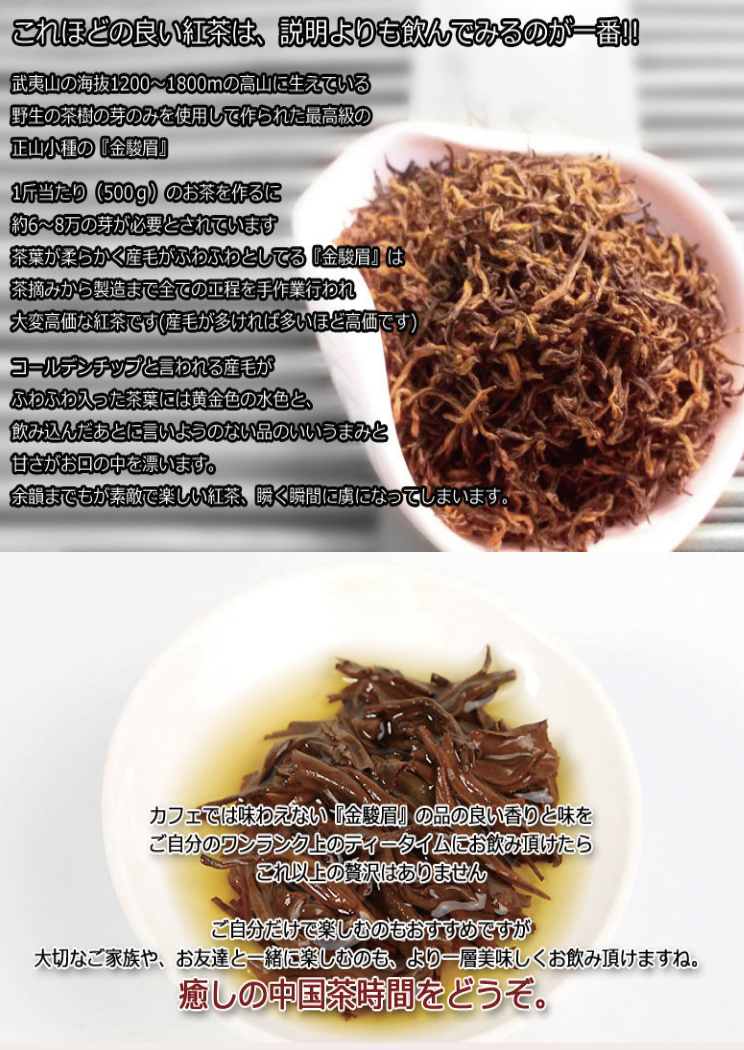 これほどの良い紅茶は、説明よりも飲んでみるのが一番!!
武夷山の海抜1200～1800mの高山に生えている
野生の茶樹の芽のみを使用して作られた最高級の
正山小種の『金駿眉』
1斤当たり（500ｇ）のお茶を作るに
約6～8万の芽が必要とされています
茶葉が柔らかく産毛がふわふわとしてる『金駿眉』は
茶摘みから製造まで全ての工程を手作業行われ
大変高価な紅茶です(産毛が多ければ多いほど高価です)
コールデンチップと言われる産毛が
ふわふわ入った茶葉には黄金色の水色と、
飲み込んだあとに言いようのない品のいいうまみと
甘さがお口の中を漂います。
余韻までもが素敵で楽しい紅茶、瞬く瞬間に虜になってしまいます。
カフェでは味わえない『金駿眉』の品の良い香りと味を
ご自分のワンランク上のティータイムにお飲み頂けたら
これ以上の贅沢はありません
ご自分だけで楽しむのもおすすめですが
大切なご家族や、お友達と一緒に楽しむのも、より一層美味しくお飲み頂けますね。
癒しの中国茶時間をどうぞ。